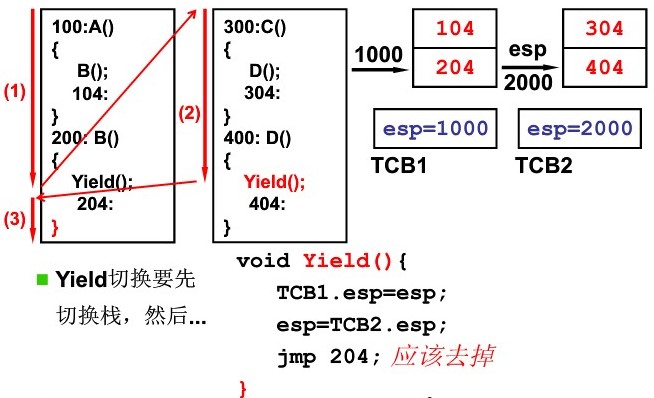 100:A()
{
B();
104:
}
200: B()
{
Yield();
204:
}
(1)
(3)
300:C()
{
D();
304:
}
400: D()
{
Yield();
404:
}
(2)
1000
104
204
esp
2000
304
404
esp=1000
TCB1
esp=2000
TCB2
Yield切换要先
切换栈，然后...
void Yield(){
TCB1.esp=esp;
esp=TCB2.esp;
jmp 204; 应该去掉
}